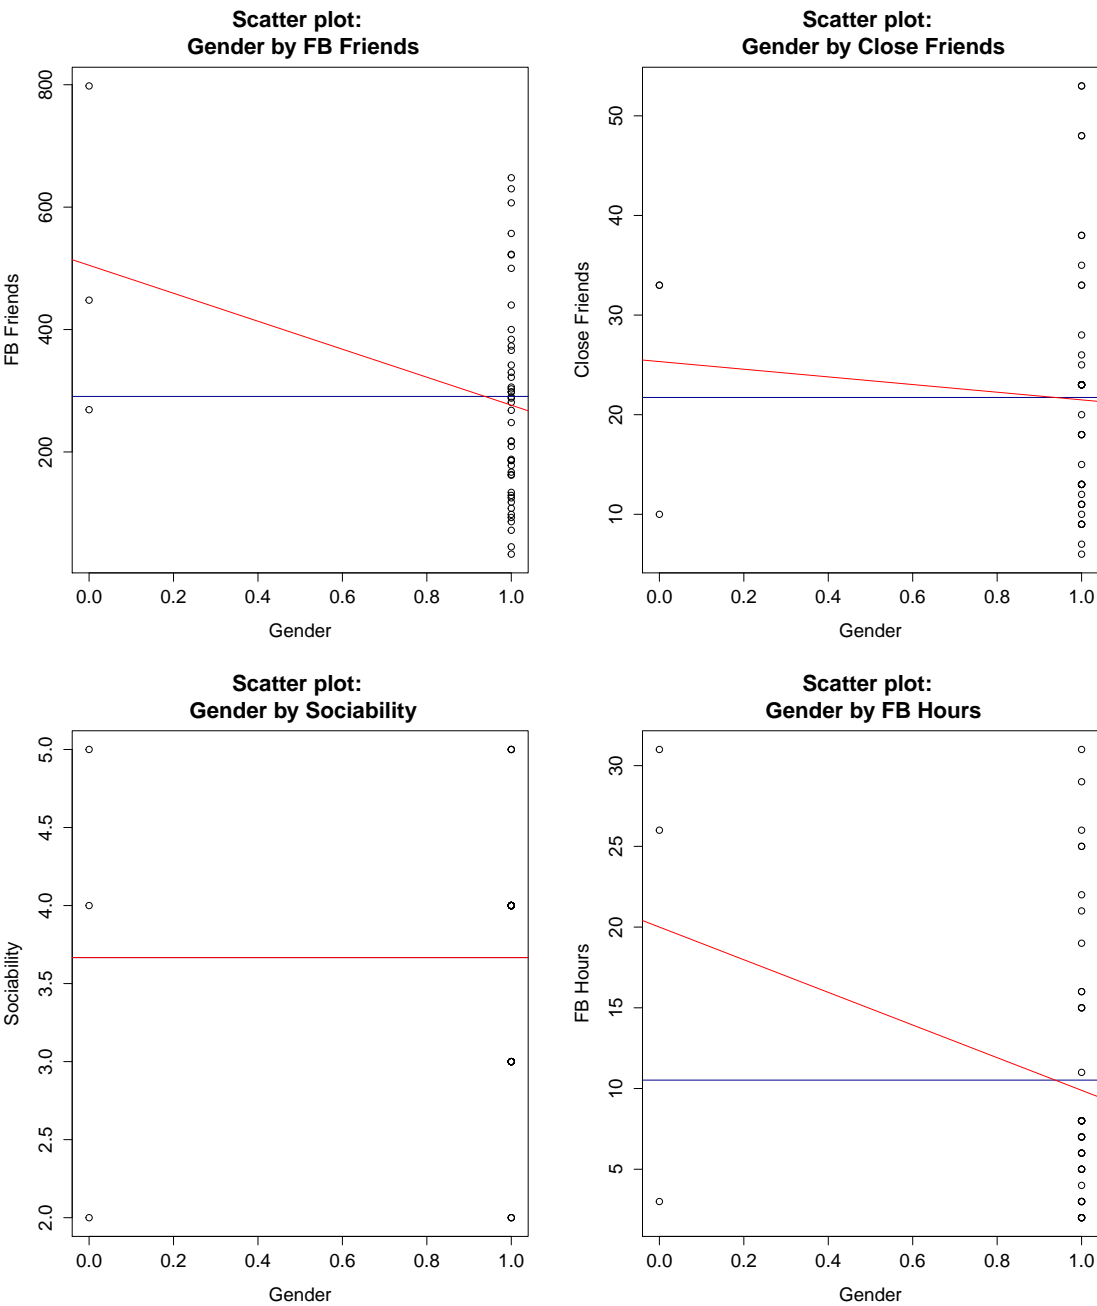 Scatter plot:
Gender by FB Friends
FB Friends
800
600
400
200
0.0 0.2 0.4 0.6 0.8 1.0
Gender
Scatter plot:
Gender by Close Friends
Close Friends
50
40
30
20
10
0.0 0.2 0.4 0.6 0.8 1.0
Gender
Scatter plot:
Gender by Sociability
Sociability
5.0
4.5
4.0
3.5
3.0
2.5
2.0
0.0 0.2 0.4 0.6 0.8 1.0
Gender
Scatter plot:
Gender by FB Hours
FB Hours
30
25
20
15
10
5
0.0 0.2 0.4 0.6 0.8 1.0
Gender